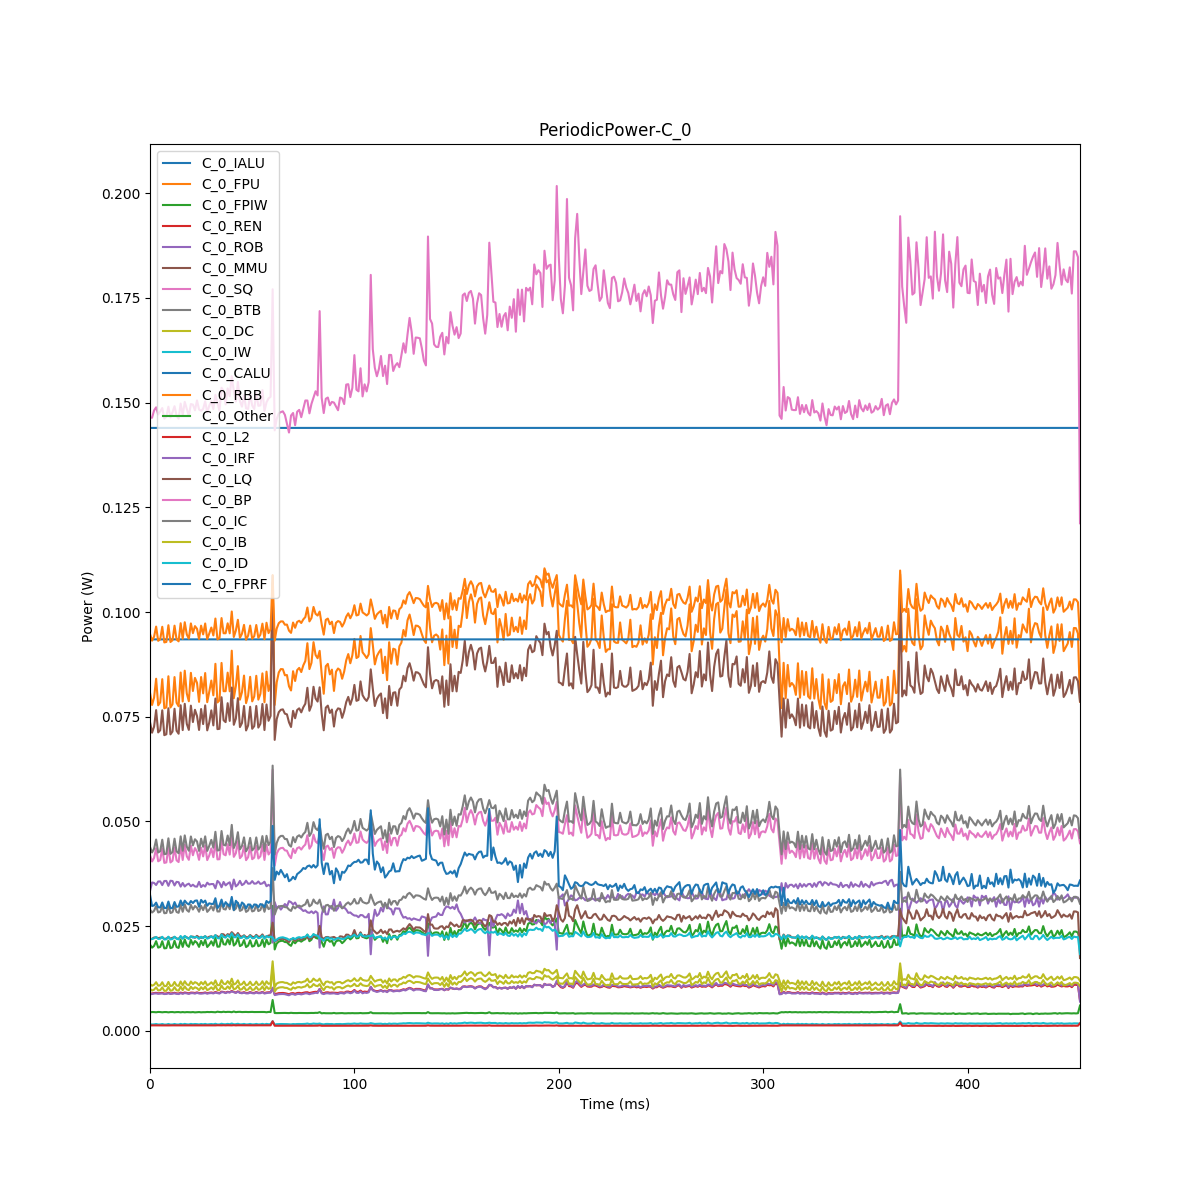 PeriodicPower-C_0
0.200
0.175
0.150
0.125
0.100
0.075
0.050
0.025
0.000
Power (W)
C_0_IALU
C_0_FPU
C_0_FPIW
C_0_REN
C_0_ROB
C_0_MMU
C_0_SQ
C_0_BTB
C_0_DC
C_0_IW
C_0_CALU
C_0_RBB
C_0_Other
C_0_L2
C_0_IRF
C_0_LQ
C_0_BP
C_0_IC
C_0_IB
C_0_ID
C_0_FPRF
0 100 200 300 400
Time (ms)